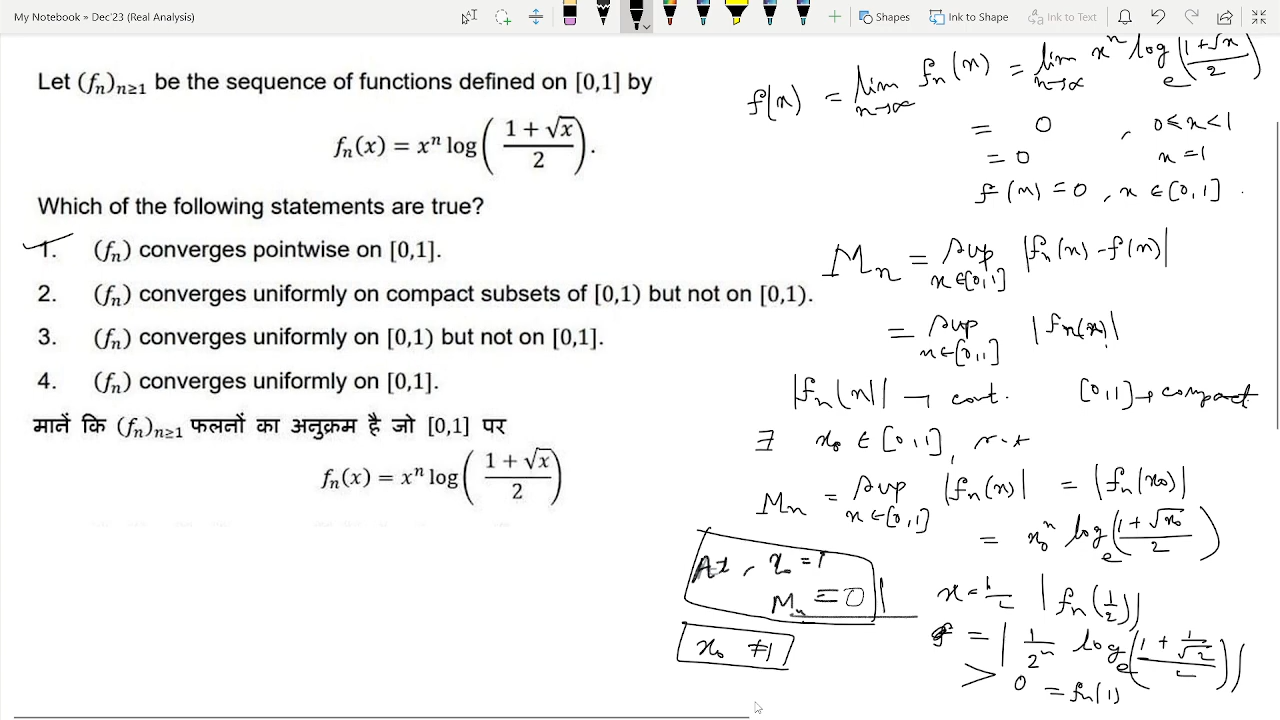 My Notebook » Dec'23 (Real Analysis)
Shapes
Ink to Shape
Ink to Text
Let (fₙ)ₙ≥₁ be the sequence of functions defined on [0,1] by
fₙ(x) = xⁿ log( (1 + √x) / 2 ).
Which of the following statements are true?
1. (fₙ) converges pointwise on [0,1].
2. (fₙ) converges uniformly on compact subsets of [0,1) but not on [0,1).
3. (fₙ) converges uniformly on [0,1) but not on [0,1].
4. (fₙ) converges uniformly on [0,1].
मानें कि (fₙ)ₙ≥₁ फलनों का अनुक्रम है जो [0,1] पर
fₙ(x) = xⁿ log( (1 + √x) / 2 )
f(x) = lim n→∞ fₙ(x) = lim n→∞ xⁿ logₑ( (1+√x) / 2 )
= 0 , 0≤x<1
= 0 x=1
f(x) = 0 , x ∈ [0,1] .
Mₙ = sup x∈[0,1] |fₙ(x) - f(x)|
= sup x∈[0,1] |fₙ(x)|
|fₙ(x)| → cont. [0,1] → compact
∃ x₀ ∈ [0,1], s.t
Mₙ = sup x∈[0,1] |fₙ(x)| = |fₙ(x₀)|
= x₀ⁿ logₑ( (1+√x₀) / 2 )
At, x=1
Mₙ = 0
x₀ ≠ 1
x = 1/2 |fₙ(1/2)|
= | 1/2ⁿ logₑ( (1 + 1/√2) / 2 ) |
> 0 = fₙ(1)